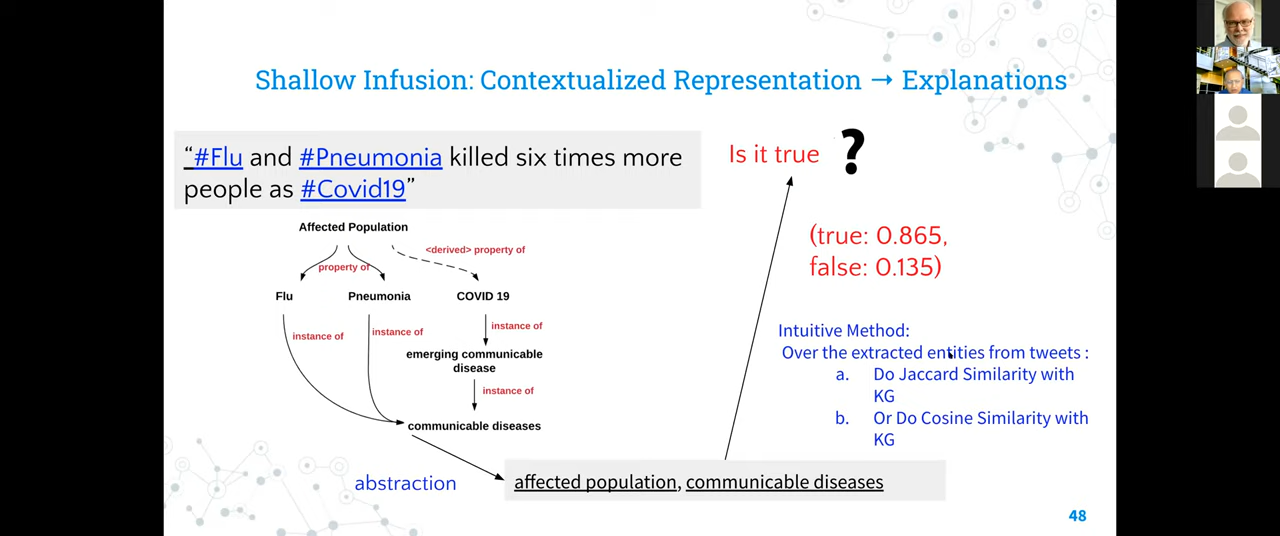 Shallow Infusion: Contextualized Representation → Explanations
“#Flu and #Pneumonia killed six times more
people as #Covid19”
Is it true ?
(true: 0.865,
false: 0.135)
Affected Population
<derived> property of
property of
Flu
Pneumonia
COVID 19
instance of
instance of
instance of
emerging communicable
disease
instance of
communicable diseases
Intuitive Method:
Over the extracted entities from tweets :
a. Do Jaccard Similarity with
KG
b. Or Do Cosine Similarity with
KG
abstraction
affected population, communicable diseases
48